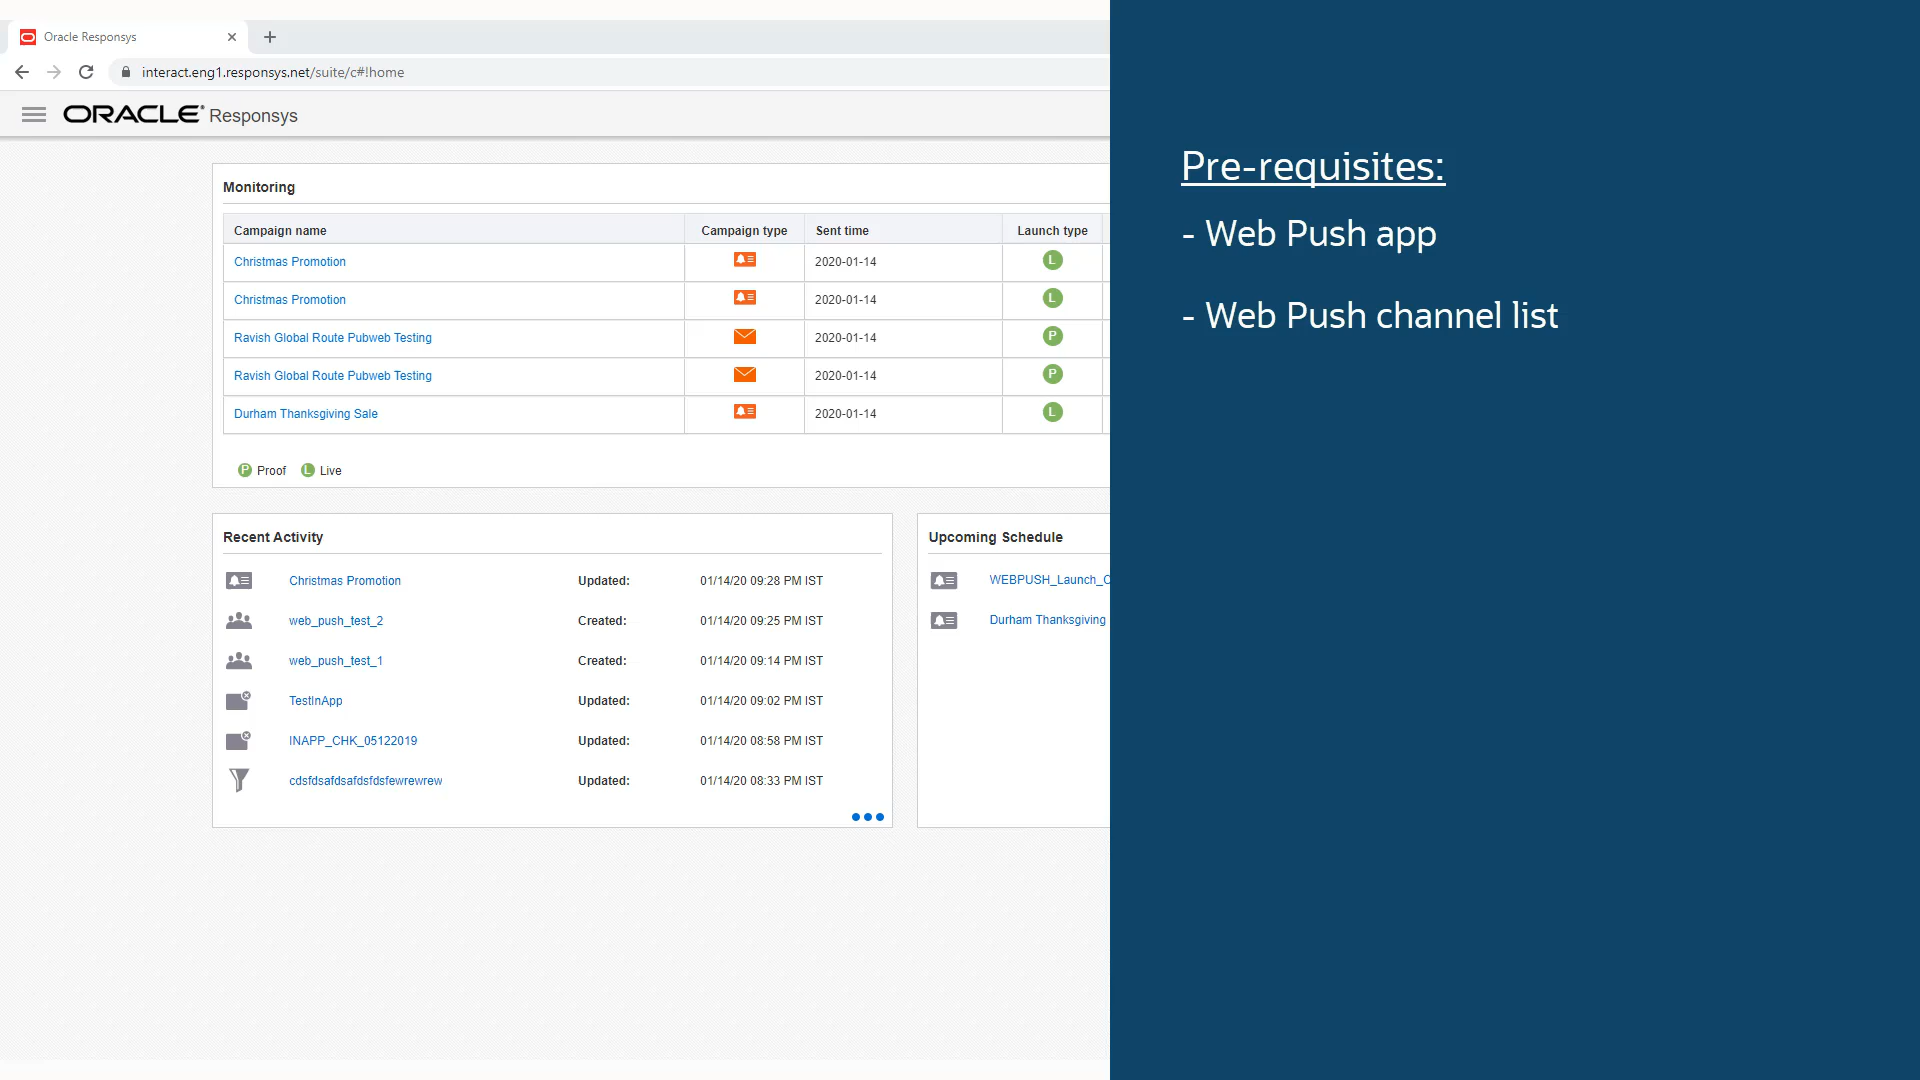 Oracle Responsys
interact.eng1.responsys.net/suite/c#!home
ORACLE Responsys
Monitoring
Campaign name Campaign type Sent time Launch type
Christmas Promotion 2020-01-14 L
Christmas Promotion 2020-01-14 L
Ravish Global Route Pubweb Testing 2020-01-14 P
Ravish Global Route Pubweb Testing 2020-01-14 P
Durham Thanksgiving Sale 2020-01-14 L
P Proof L Live
Recent Activity
Christmas Promotion Updated: 01/14/20 09:28 PM IST
web_push_test_2 Created: 01/14/20 09:25 PM IST
web_push_test_1 Created: 01/14/20 09:14 PM IST
TestInApp Updated: 01/14/20 09:02 PM IST
INAPP_CHK_05122019 Updated: 01/14/20 08:58 PM IST
cdsfdsafdsafdsfdsfewrewrew Updated: 01/14/20 08:33 PM IST
Upcoming Schedule
WEBPUSH_Launch_C
Durham Thanksgiving
Pre-requisites:
- Web Push app
- Web Push channel list